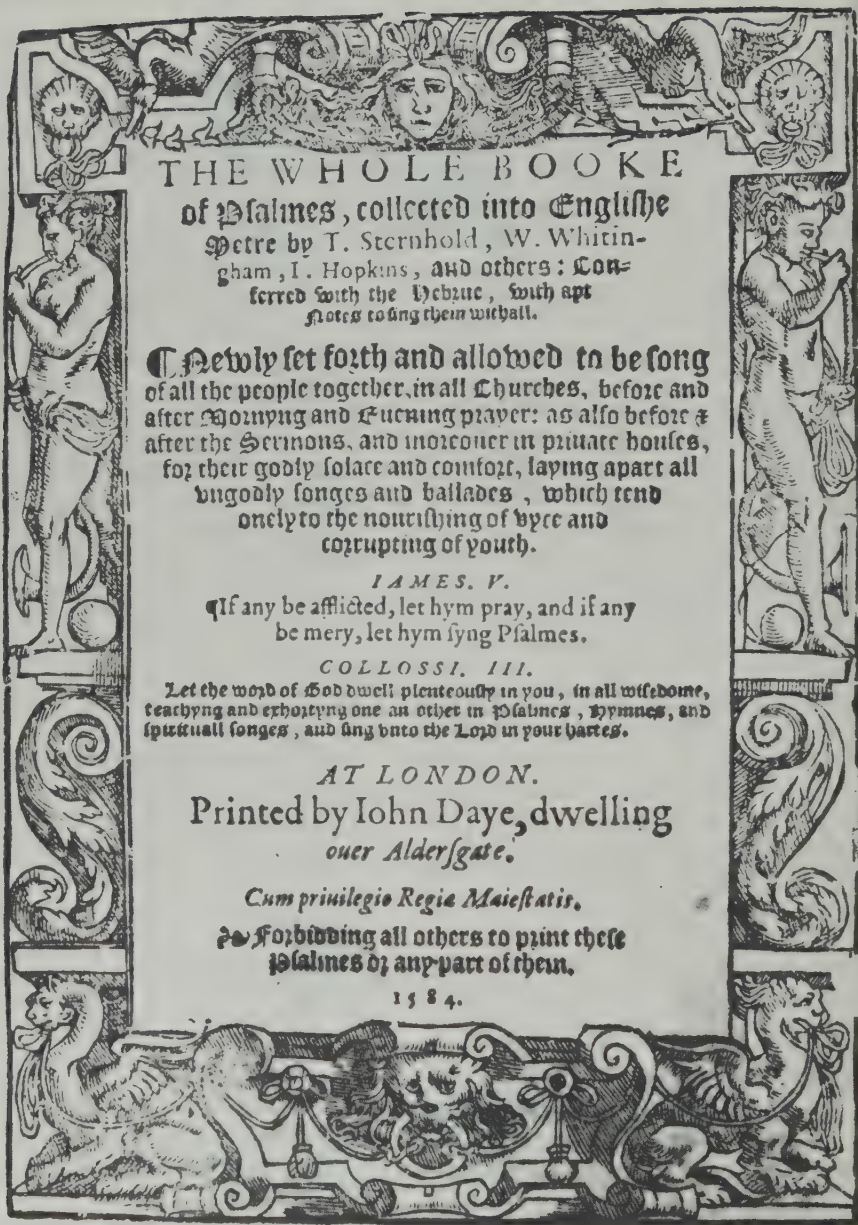 THE WHOLE BOOKE
of Psalmes, collected into Englishe
Metre by T. Sternhold, W. Whitin-
gham, I. Hopkins, and others: Con-
ferred with the Hebrue, with apt
Notes to sing them withall.
¶ Newly set forth and allowed to be song
of all the people together, in all Churches, before and
after Mornyng and Euening prayer: as also before &
after the Sermons, and moreouer in priuate houses,
for their godly solace and comfort, laying apart all
vngodly songes and ballades, which tend
onely to the nourishing of vyce and
corrupting of youth.
IAMES. V.
¶If any be afflicted, let hym pray, and if any
be mery, let hym syng Psalmes.
COLLOSSI. III.
Let the word of God dwell plenteously in you, in all wisedome,
teachyng and exhortyng one an other in Psalmes, Hymnes, and
spirituall songes, and sing vnto the Lord in your hartes.
AT LONDON.
Printed by Iohn Daye, dwelling
ouer Aldersgate.
Cum priuilegio Regiæ Maiestatis.
Forbidding all others to print these
Psalmes or any part of them.
1584.